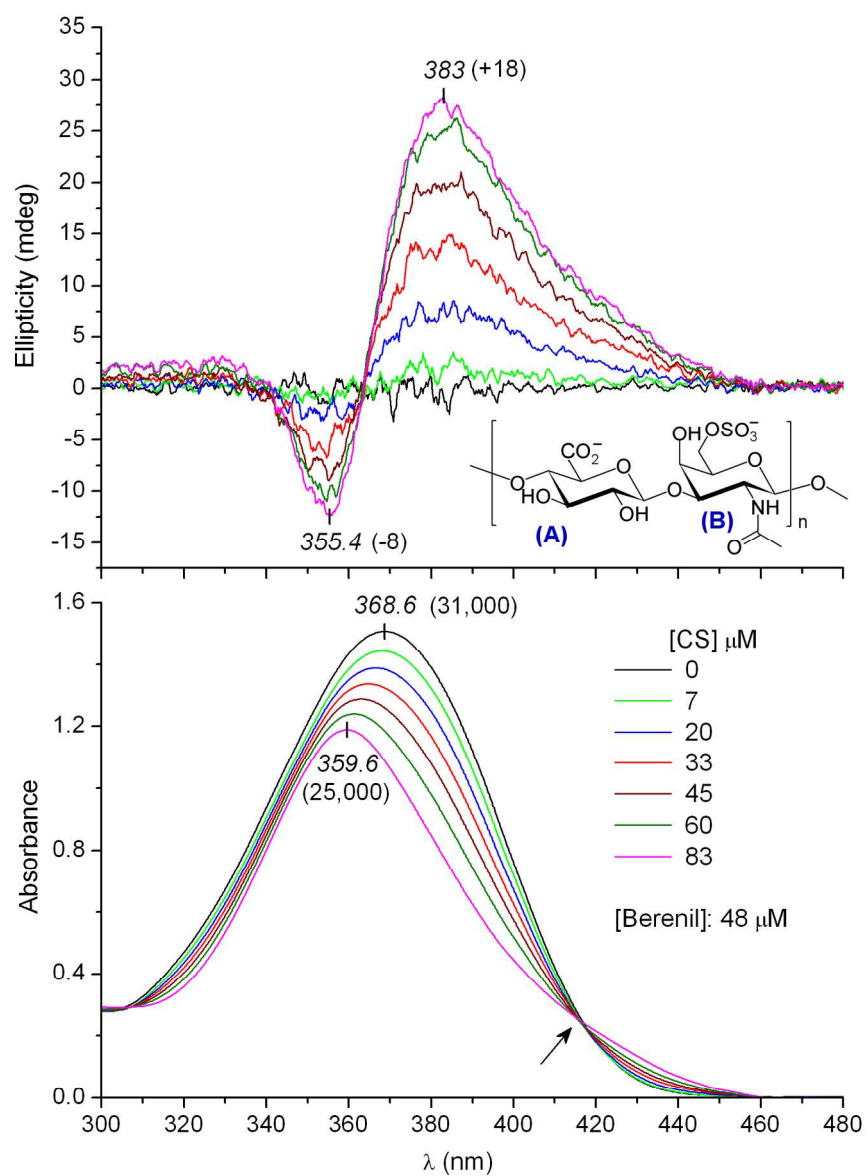 35
30
25
20
15
10
5
0
-5
-10
-15
Ellipticity (mdeg)
383 (+18)
355.4 (-8)
CO₂⁻
O
O
HO
OH
(A)
O
OH
OSO₃⁻
O
(B)
NH
O
O
n
1.6
1.2
0.8
0.4
0.0
Absorbance
368.6 (31,000)
359.6
(25,000)
[CS] μM
0
7
20
33
45
60
83
[Berenil]: 48 μM
300 320 340 360 380 400 420 440 460 480
λ (nm)